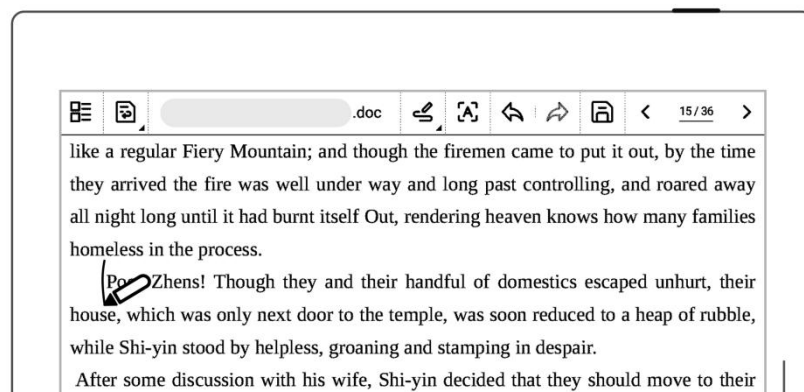 .doc
15/36
like a regular Fiery Mountain; and though the firemen came to put it out, by the time
they arrived the fire was well under way and long past controlling, and roared away
all night long until it had burnt itself Out, rendering heaven knows how many families
homeless in the process.
Zhens! Though they and their handful of domestics escaped unhurt, their
house, which was only next door to the temple, was soon reduced to a heap of rubble,
while Shi-yin stood by helpless, groaning and stamping in despair.
After some discussion with his wife, Shi-yin decided that they should move to their